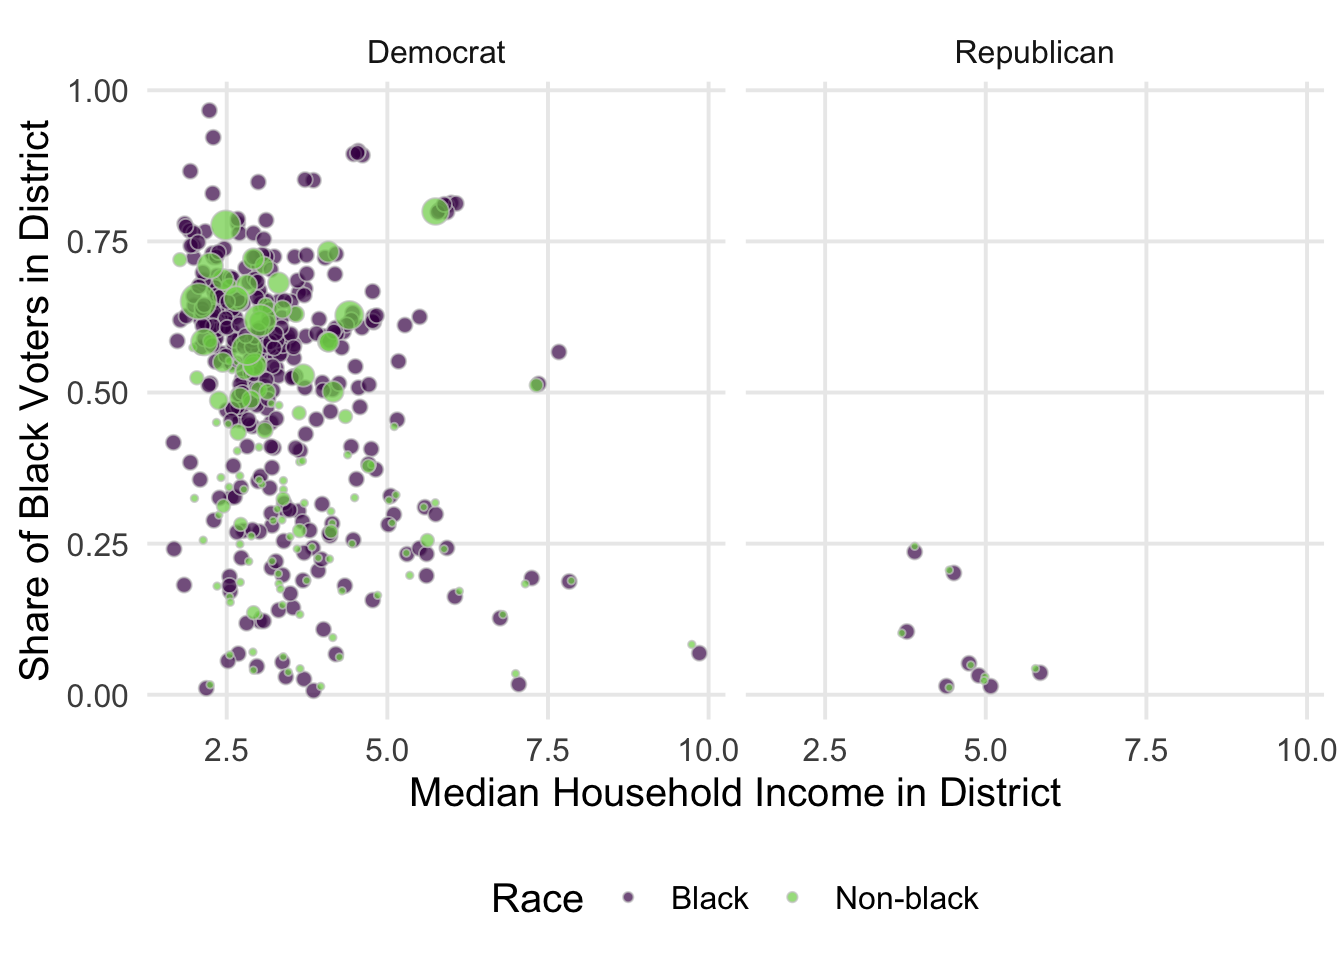 Democrat Republican
1.00
0.75
0.50
0.25
0.00
Share of Black Voters in District
2.5 5.0 7.5 10.0 2.5 5.0 7.5 10.0
Median Household Income in District
Race Black Non-black